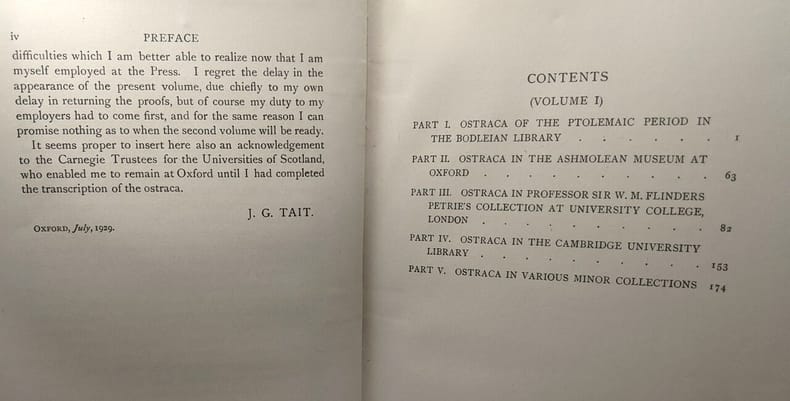 iv
PREFACE
difficulties which I am better able to realize now that I am
myself employed at the Press. I regret the delay in the
appearance of the present volume, due chiefly to my own
delay in returning the proofs, but of course my duty to my
employers had to come first, and for the same reason I can
promise nothing as to when the second volume will be ready.
It seems proper to insert here also an acknowledgement
to the Carnegie Trustees for the Universities of Scotland,
who enabled me to remain at Oxford until I had completed
the transcription of the ostraca.
J. G. TAIT.
OXFORD, July, 1929.
CONTENTS
(VOLUME I)
PART I. OSTRACA OF THE PTOLEMAIC PERIOD IN
THE BODLEIAN LIBRARY . . . . . . 1
PART II. OSTRACA IN THE ASHMOLEAN MUSEUM AT
OXFORD . . . . . . . . . 63
PART III. OSTRACA IN PROFESSOR SIR W. M. FLINDERS
PETRIE'S COLLECTION AT UNIVERSITY COLLEGE,
LONDON . . . . . . . . . 82
PART IV. OSTRACA IN THE CAMBRIDGE UNIVERSITY
LIBRARY . . . . . . . . . 153
PART V. OSTRACA IN VARIOUS MINOR COLLECTIONS 174